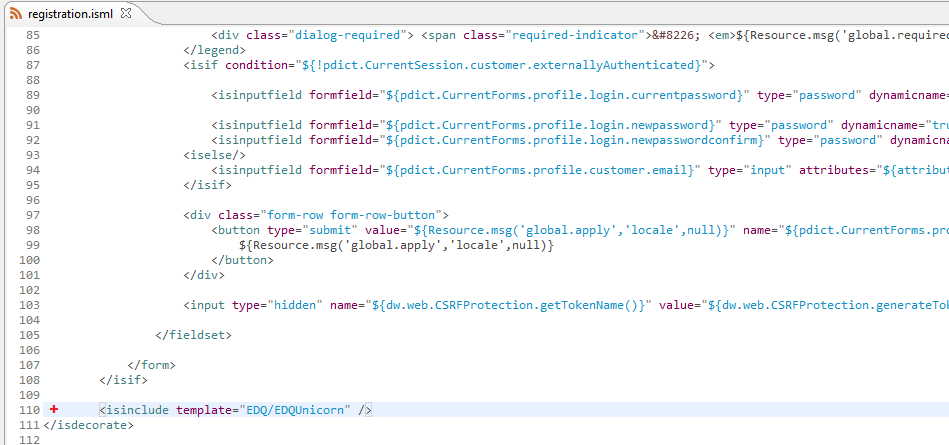 registration.isml
85 <div class="dialog-required"> <span class="required-indicator">&#8226; <em>${Resource.msg('global.required
86 </legend>
87 <isif condition="${!pdict.CurrentSession.customer.externallyAuthenticated}">
88
89 <isinputfield formfield="${pdict.CurrentForms.profile.login.currentpassword}" type="password" dynamicname=
90
91 <isinputfield formfield="${pdict.CurrentForms.profile.login.newpassword}" type="password" dynamicname="tru
92 <isinputfield formfield="${pdict.CurrentForms.profile.login.newpasswordconfirm}" type="password" dynamicna
93 <iselse/>
94 <isinputfield formfield="${pdict.CurrentForms.profile.customer.email}" type="input" attributes="${attribut
95 </isif>
96
97 <div class="form-row form-row-button">
98 <button type="submit" value="${Resource.msg('global.apply','locale',null)}" name="${pdict.CurrentForms.pro
99 ${Resource.msg('global.apply','locale',null)}
100 </button>
101 </div>
102
103 <input type="hidden" name="${dw.web.CSRFProtection.getTokenName()}" value="${dw.web.CSRFProtection.generateTok
104
105 </fieldset>
106
107 </form>
108 </isif>
109
110 <isinclude template="EDQ/EDQUnicorn" />
111 </isdecorate>
112